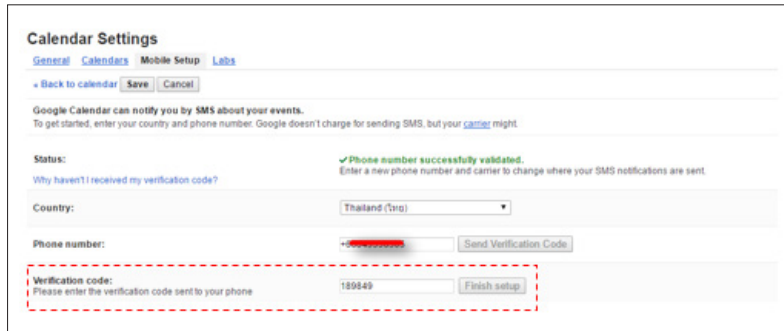 Calendar Settings
General Calendars Mobile Setup Labs
« Back to calendar Save Cancel
Google Calendar can notify you by SMS about your events.
To get started, enter your country and phone number. Google doesn't charge for sending SMS, but your carrier might.
Status:
✔Phone number successfully validated.
Enter a new phone number and carrier to change where your SMS notifications are sent.
Why haven't I received my verification code?
Country:
Thailand (ไทย)
Phone number:
Send Verification Code
Verification code:
Please enter the verification code sent to your phone
189849
Finish setup